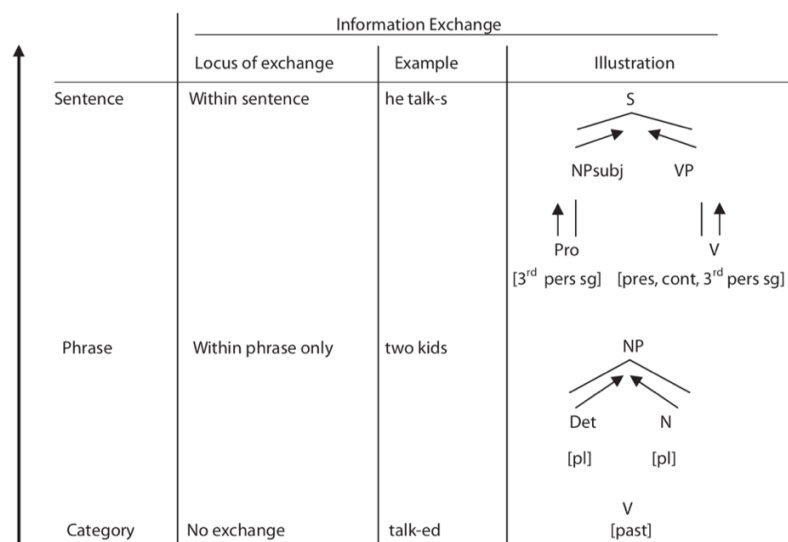 Information Exchange
Locus of exchange Example Illustration
Sentence Within sentence he talk-s S
NPsubj VP
Pro V
[3rd pers sg] [pres, cont, 3rd pers sg]
Phrase Within phrase only two kids NP
Det N
[pl] [pl]
V
Category No exchange talk-ed [past]